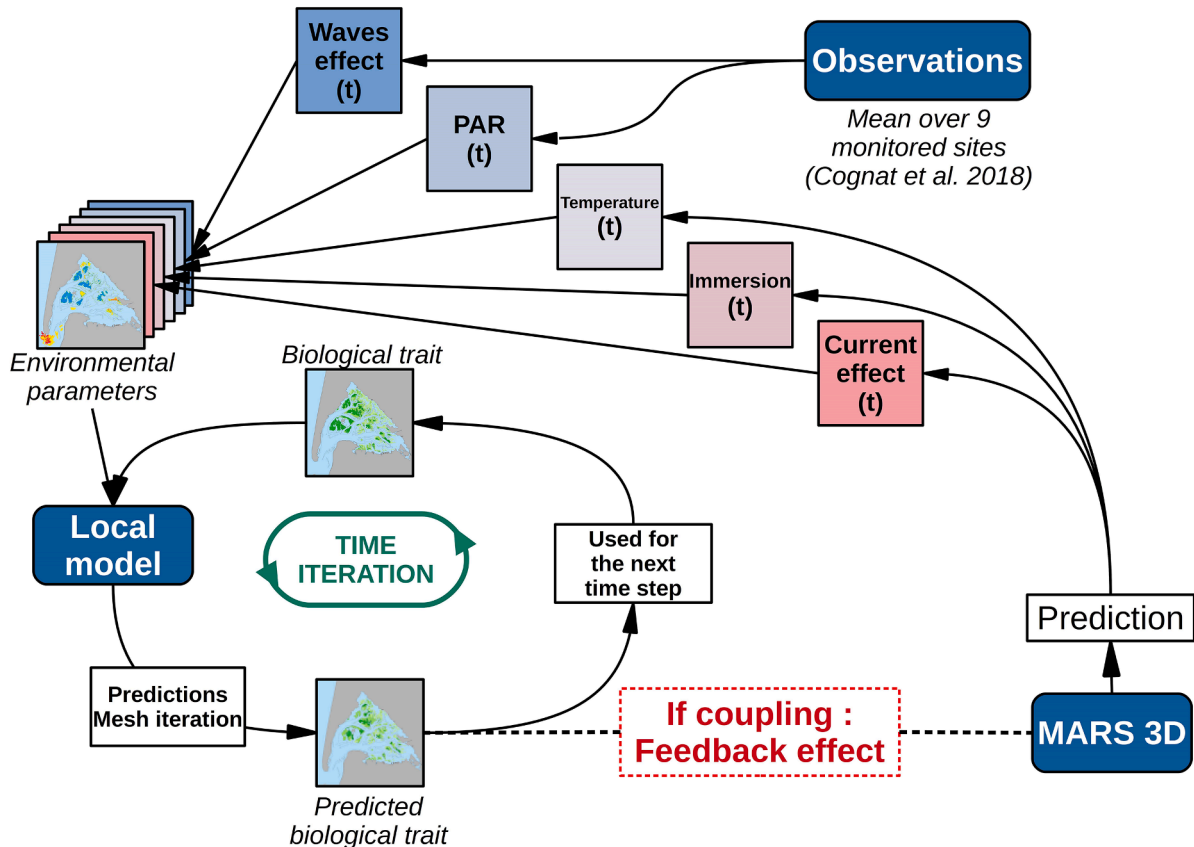 Waves
effect
(t)
Observations
Mean over 9
monitored sites
(Cognat et al. 2018)
PAR
(t)
Temperature
(t)
Immersion
(t)
Current
effect
(t)
Environmental
parameters
Biological trait
Local
model
TIME
ITERATION
Used for
the next
time step
Prediction
Predictions
Mesh iteration
If coupling :
Feedback effect
MARS 3D
Predicted
biological trait